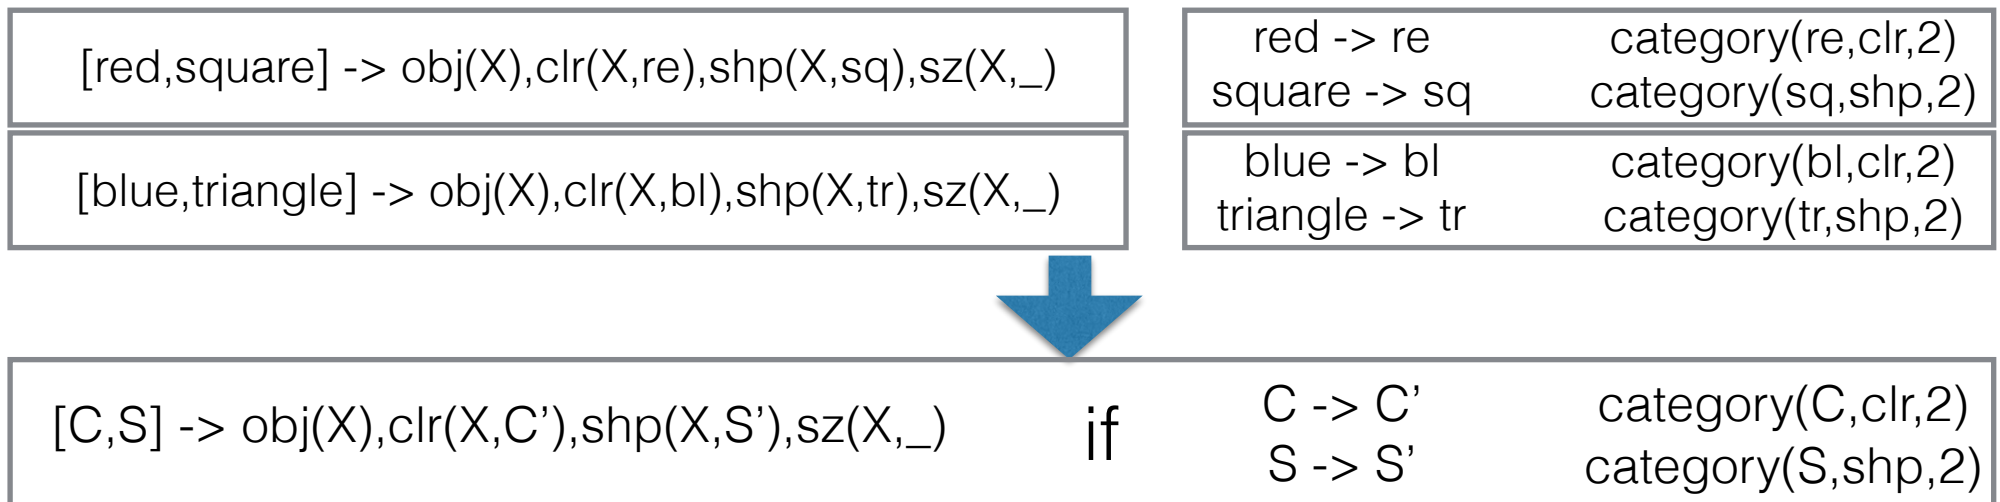 [red,square] -> obj(X),clr(X,re),shp(X,sq),sz(X,_)
red -> re category(re,clr,2)
square -> sq category(sq,shp,2)
[blue,triangle] -> obj(X),clr(X,bl),shp(X,tr),sz(X,_)
blue -> bl category(bl,clr,2)
triangle -> tr category(tr,shp,2)
[C,S] -> obj(X),clr(X,C’),shp(X,S’),sz(X,_)
if
C -> C’ category(C,clr,2)
S -> S’ category(S,shp,2)